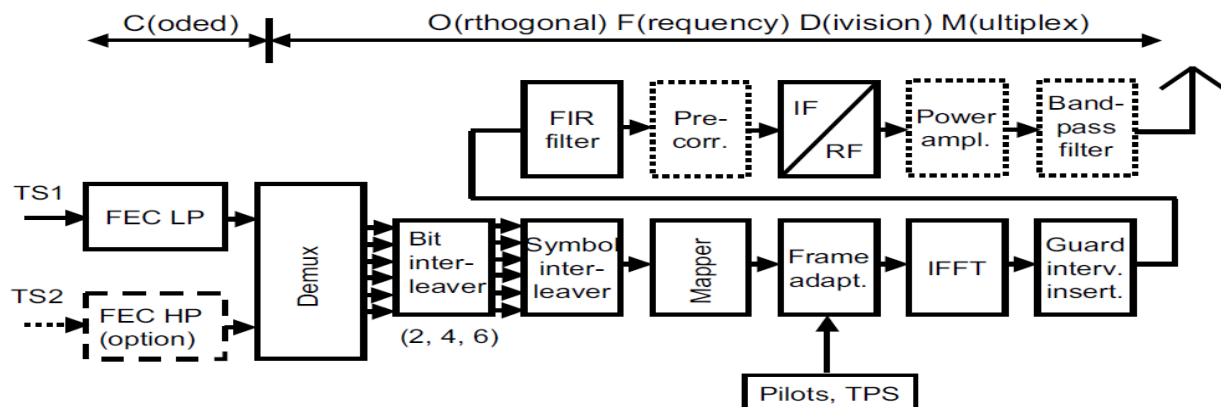 C(oded)
O(rthogonal) F(requency) D(ivision) M(ultiplex)
FIR
filter
Pre-
corr.
IF
RF
Power
ampl.
Band-
pass
filter
TS1
FEC LP
TS2
FEC HP
(option)
Demux
Bit
inter-
leaver
(2, 4, 6)
Symbol
inter-
leaver
Mapper
Frame
adapt.
IFFT
Guard
interv.
insert.
Pilots, TPS